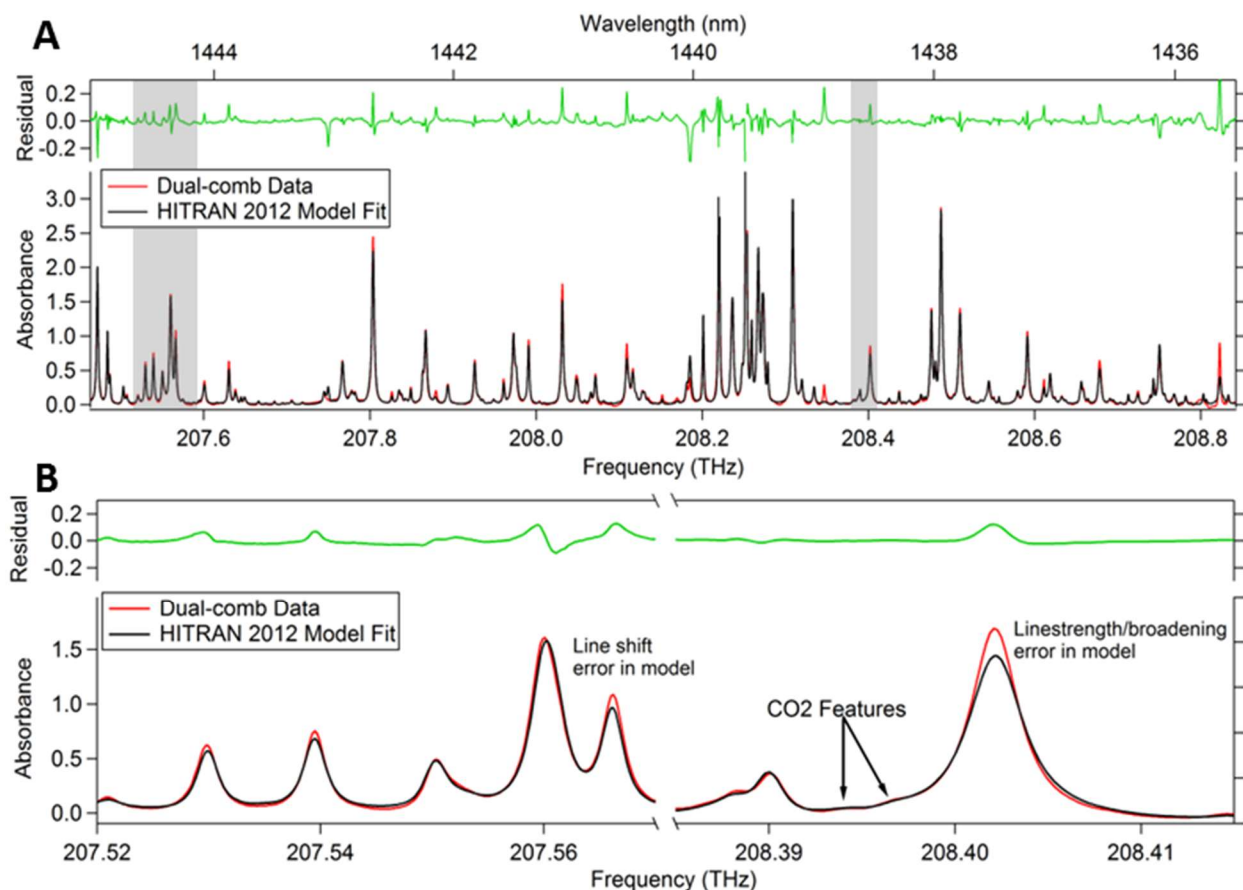 A
Wavelength (nm)
1444 1442 1440 1438 1436
Residual
0.2
0.0
-0.2
Dual-comb Data
HITRAN 2012 Model Fit
Absorbance
3.0
2.5
2.0
1.5
1.0
0.5
0.0
207.6 207.8 208.0 208.2 208.4 208.6 208.8
Frequency (THz)
B
Residual
0.2
0.0
-0.2
Dual-comb Data
HITRAN 2012 Model Fit
Line shift
error in model
Linestrength/broadening
error in model
CO2 Features
Absorbance
1.5
1.0
0.5
0.0
207.52 207.54 207.56 208.39 208.40 208.41
Frequency (THz)